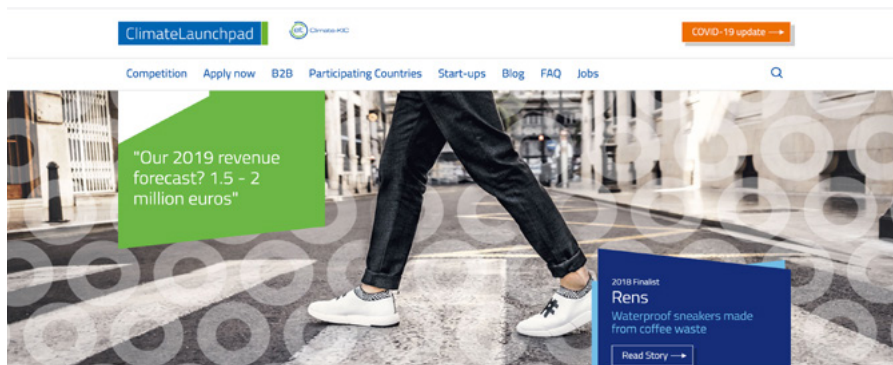 ClimateLaunchpad
Climate-KIC
COVID-19 update
Competition Apply now B2B Participating Countries Start-ups Blog FAQ Jobs
"Our 2019 revenue
forecast? 1.5 - 2
million euros"
2018 Finalist
Rens
Waterproof sneakers made
from coffee waste
Read Story